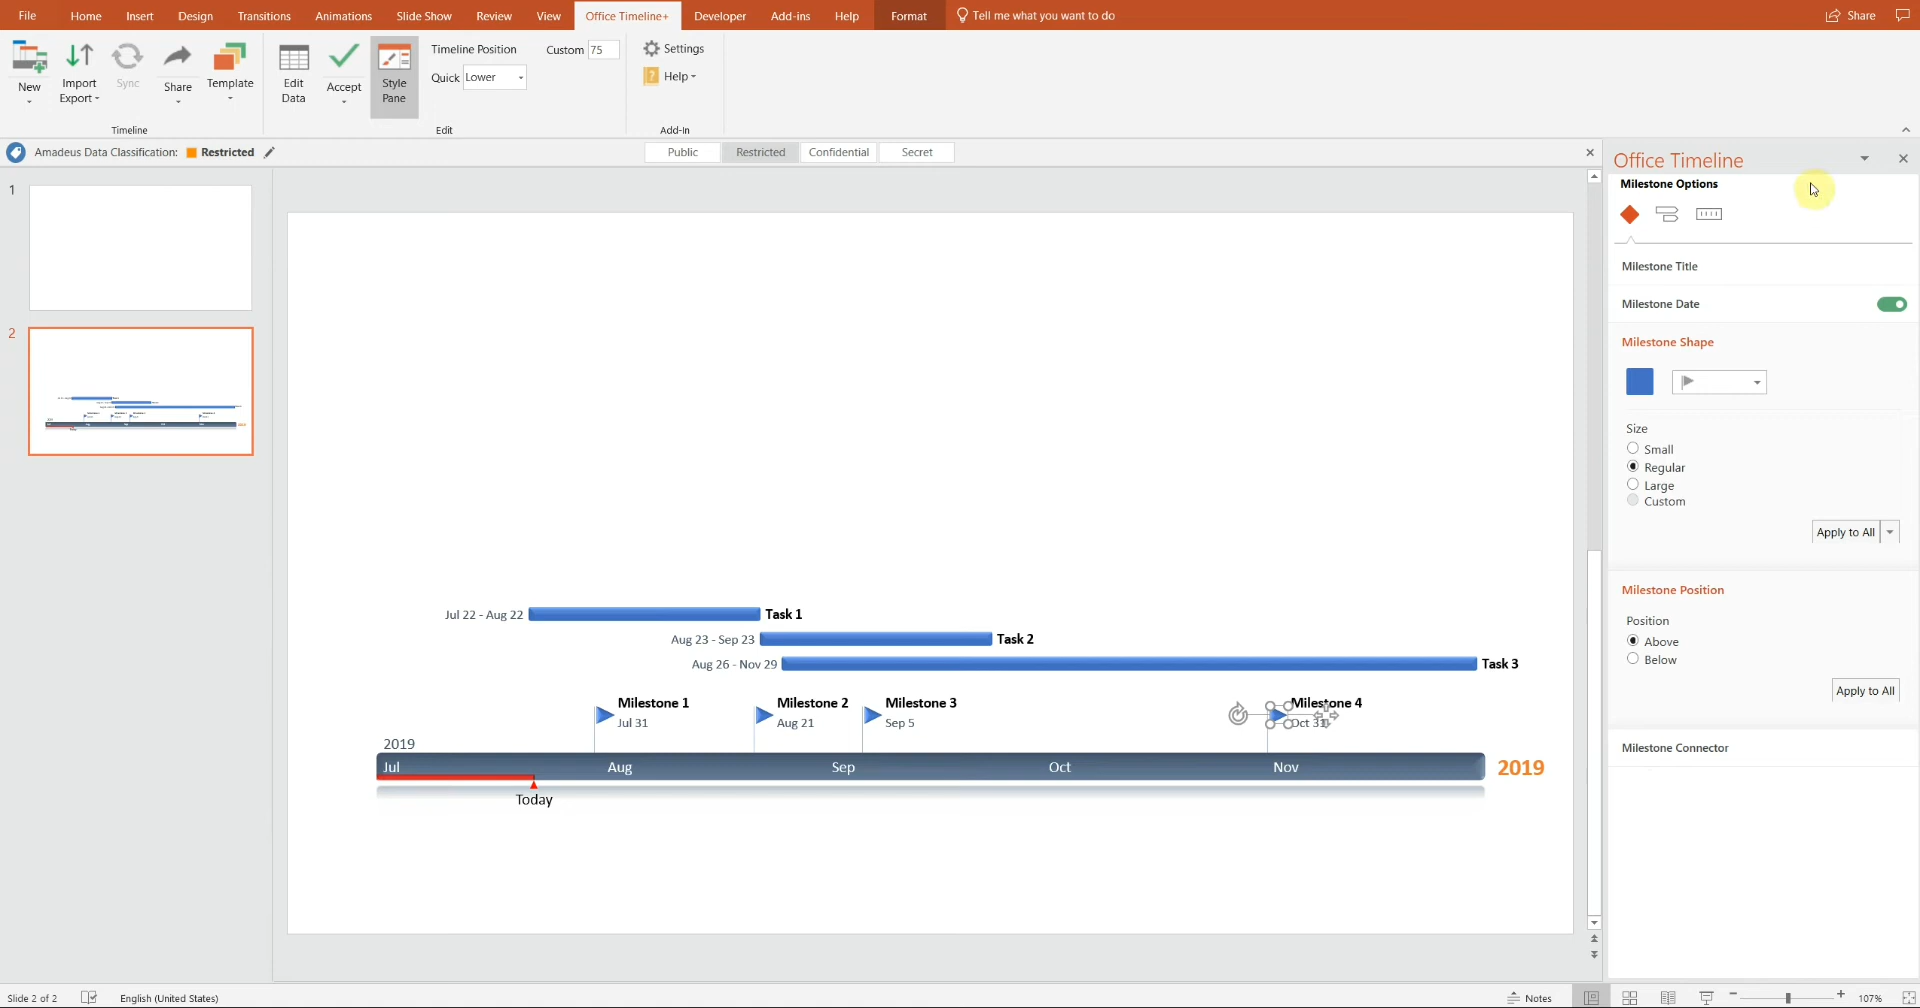 File Home Insert Design Transitions Animations Slide Show Review View Office Timeline+ Developer Add-ins Help Format Tell me what you want to do Share
New
Import
Export
Sync
Share
Template
Timeline
Edit
Data
Accept
Style
Pane
Timeline Position Custom 75
Quick Lower
Edit
Settings
Help
Add-In
Amadeus Data Classification: Restricted
Public Restricted Confidential Secret
1
2
Jul 22 - Aug 22 Task 1
Aug 23 - Sep 23 Task 2
Aug 26 - Nov 29 Task 3
Milestone 1
Jul 31
Milestone 2
Aug 21
Milestone 3
Sep 5
Milestone 4
Oct 31
2019
Jul Aug Sep Oct Nov 2019
Today
Office Timeline
Milestone Options
Milestone Title
Milestone Date
Milestone Shape
Size
Small
Regular
Large
Custom
Apply to All
Milestone Position
Position
Above
Below
Apply to All
Milestone Connector
Slide 2 of 2 English (United States) Notes 107%